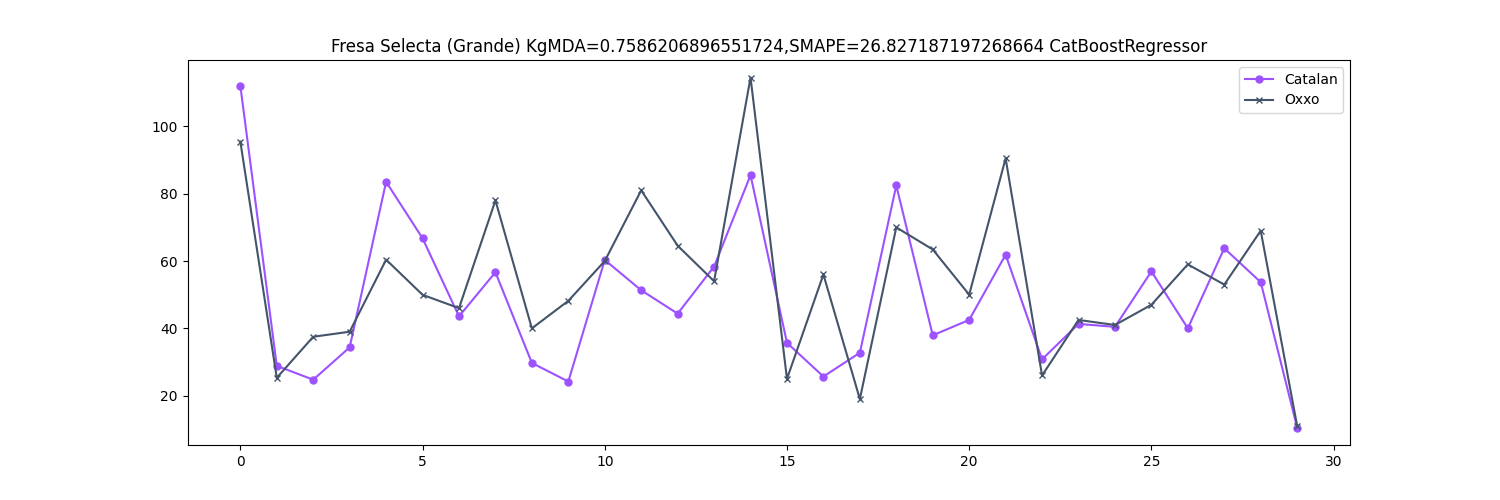 Fresa Selecta (Grande) KgMDA=0.7586206896551724,SMAPE=26.827187197268664 CatBoostRegressor
Catalan
Oxxo
100
80
60
40
20
0 5 10 15 20 25 30